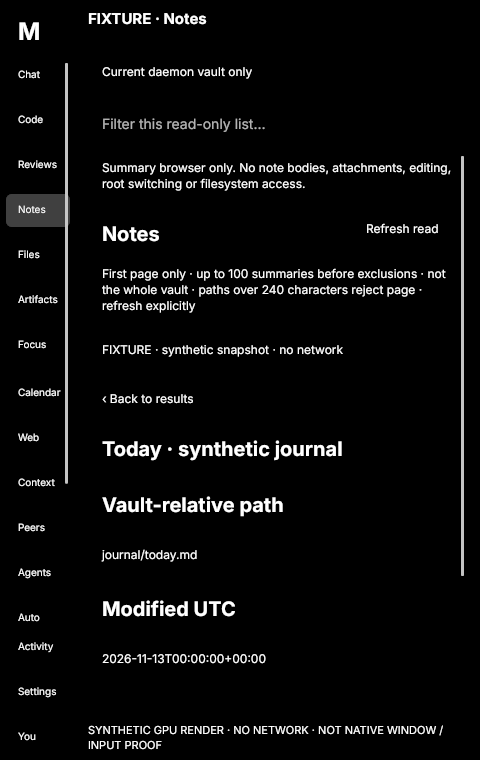 M
Chat
Code
Reviews
Notes
Files
Artifacts
Focus
Calendar
Web
Context
Peers
Agents
Auto
Activity
Settings
You
FIXTURE · Notes
Current daemon vault only
Filter this read-only list...
Summary browser only. No note bodies, attachments, editing,
root switching or filesystem access.
Notes
Refresh read
First page only · up to 100 summaries before exclusions · not
the whole vault · paths over 240 characters reject page ·
refresh explicitly
FIXTURE · synthetic snapshot · no network
‹ Back to results
Today · synthetic journal
Vault-relative path
journal/today.md
Modified UTC
2026-11-13T00:00:00+00:00
SYNTHETIC GPU RENDER · NO NETWORK · NOT NATIVE WINDOW /
INPUT PROOF